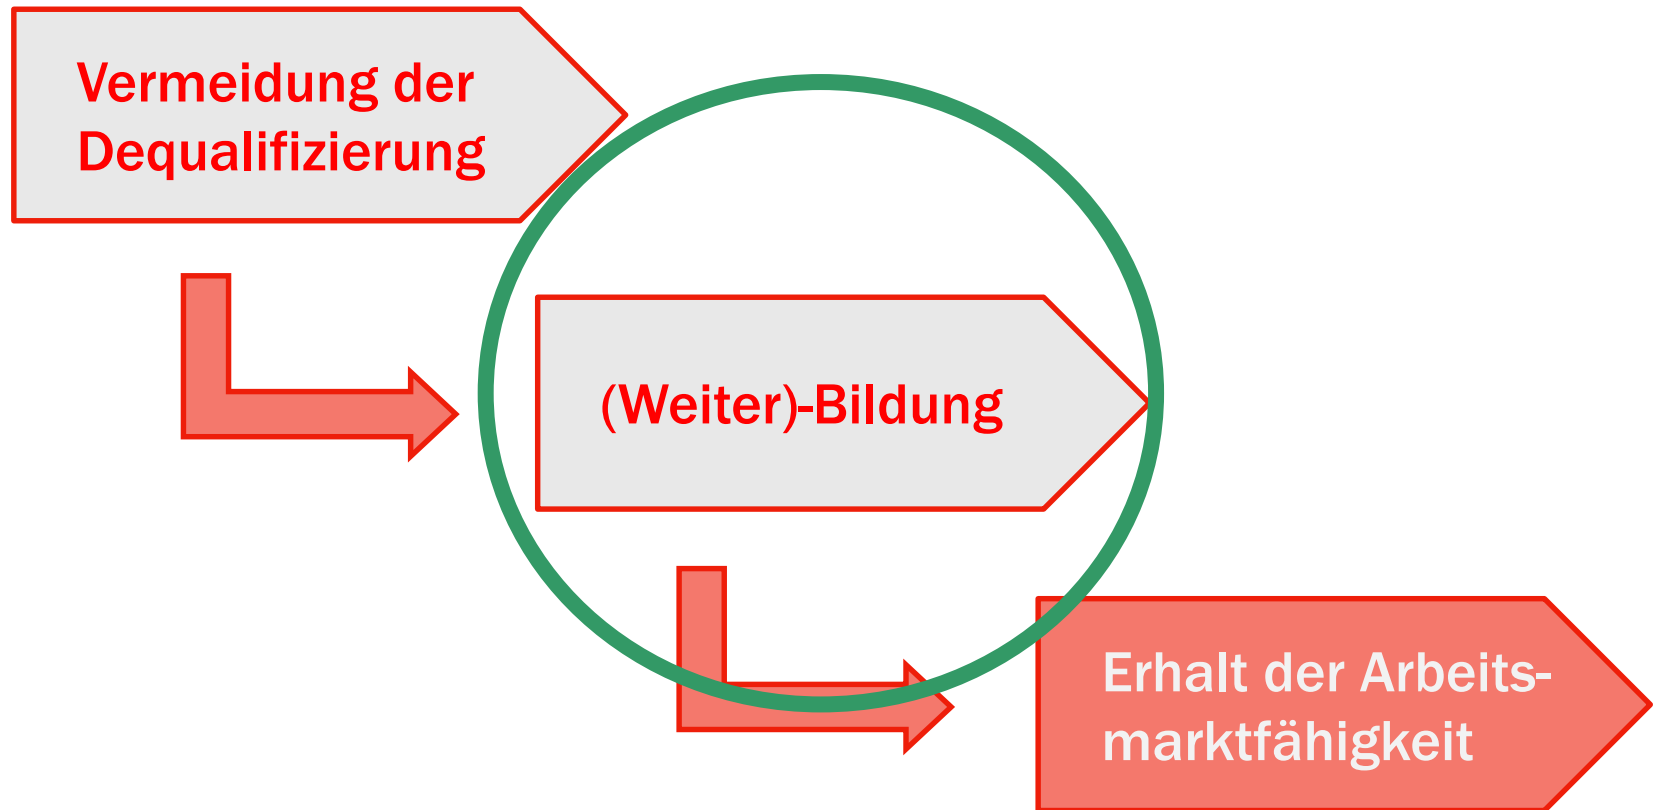 Vermeidung der
Dequalifizierung
(Weiter)-Bildung
Erhalt der Arbeits-
marktfähigkeit